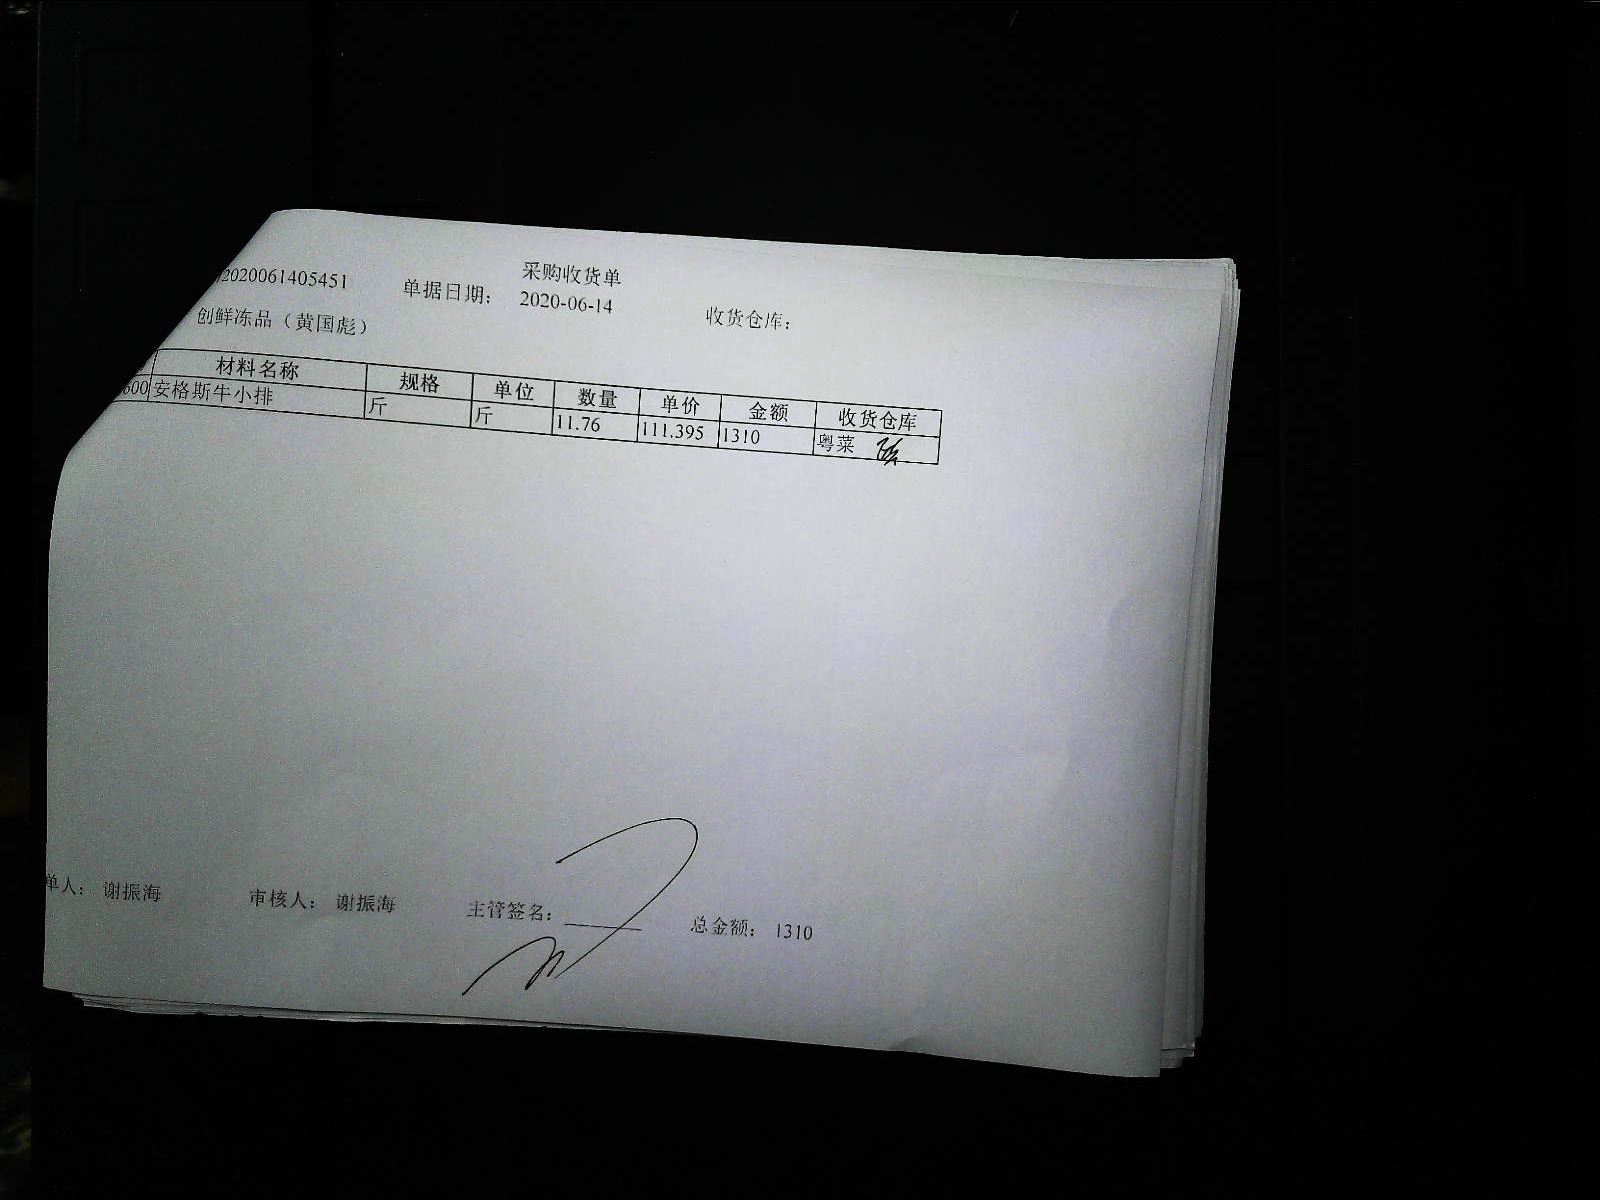 采购收货单
2020061405451 单据日期： 2020-06-14 收货仓库：
创鲜冻品（黄国彪）
材料名称 规格 单位 数量 单价 金额 收货仓库
600 安格斯牛小排 斤 斤 11.76 111.395 1310 粤菜
单人： 谢振海 审核人： 谢振海 主管签名： 总金额： 1310